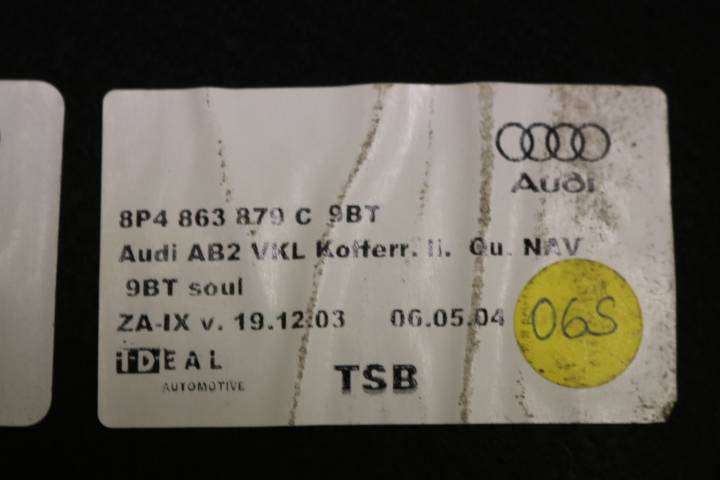 Audi
8P4 863 879 C 9BT
Audi AB2 VKL Kofferr. li. Qu. NAV
9BT soul
ZA-IX v. 19.12.03 06.05.04
06S
IDEAL
AUTOMOTIVE
TSB